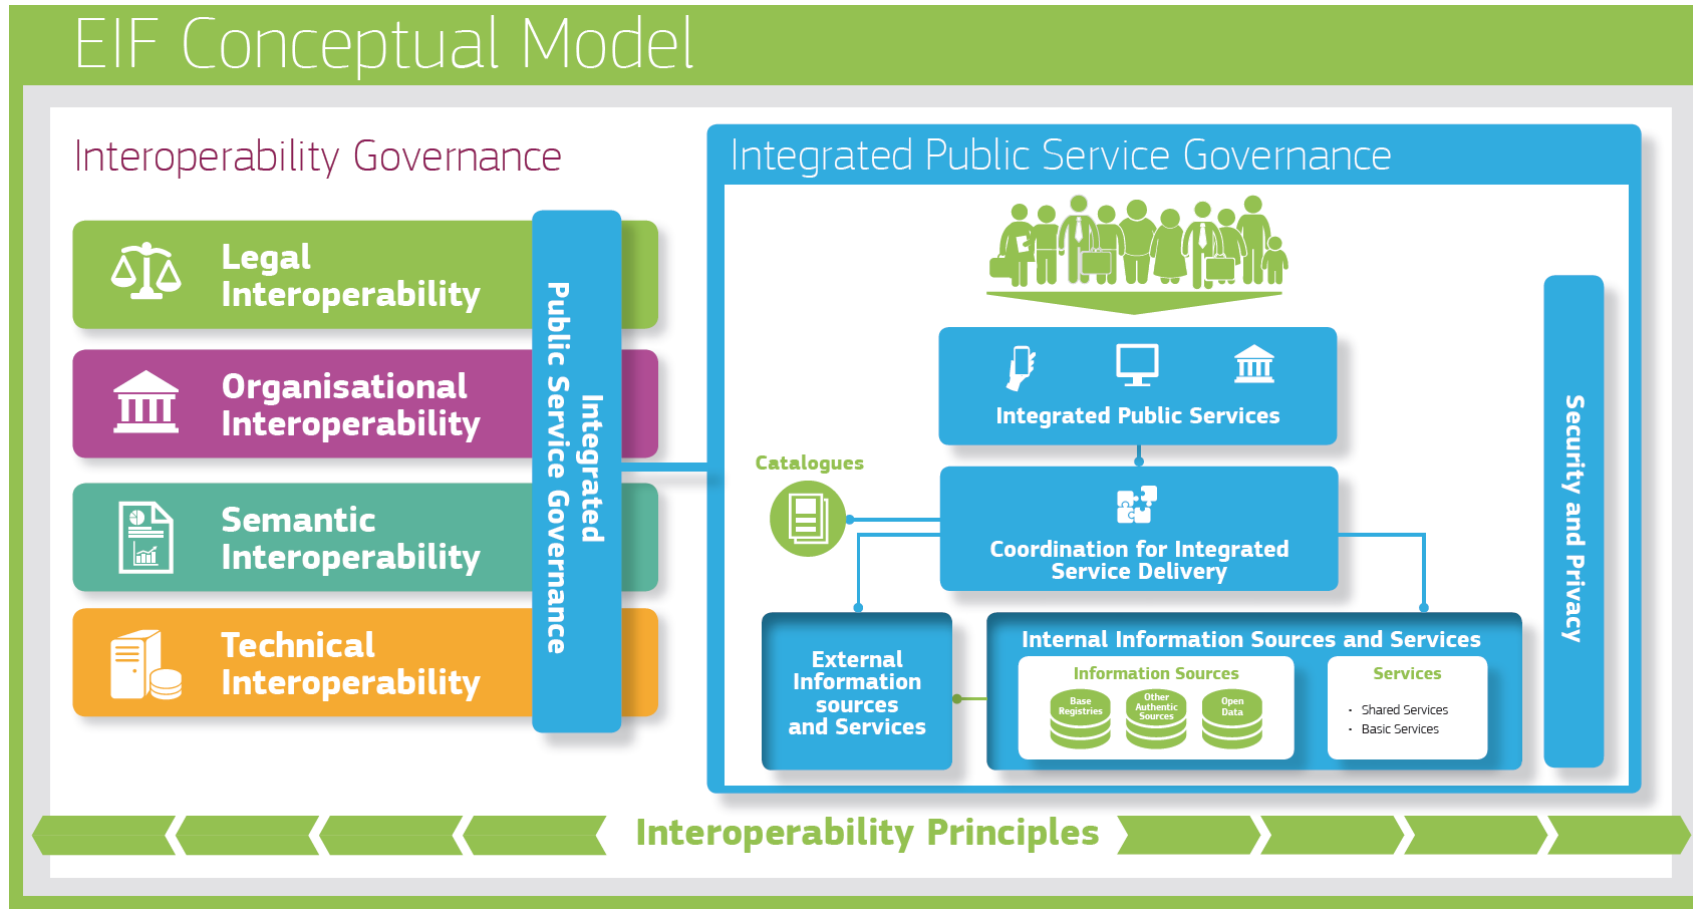 EIF Conceptual Model
Interoperability Governance
Legal
Interoperability
Organisational
Interoperability
Semantic
Interoperability
Technical
Interoperability
Integrated
Public Service Governance
Integrated Public Service Governance
Integrated Public Services
Catalogues
Coordination for Integrated
Service Delivery
External
Information
sources
and Services
Internal Information Sources and Services
Information Sources
Base
Registries
Other
Authentic
Sources
Open
Data
Services
· Shared Services
· Basic Services
Security and Privacy
Interoperability Principles